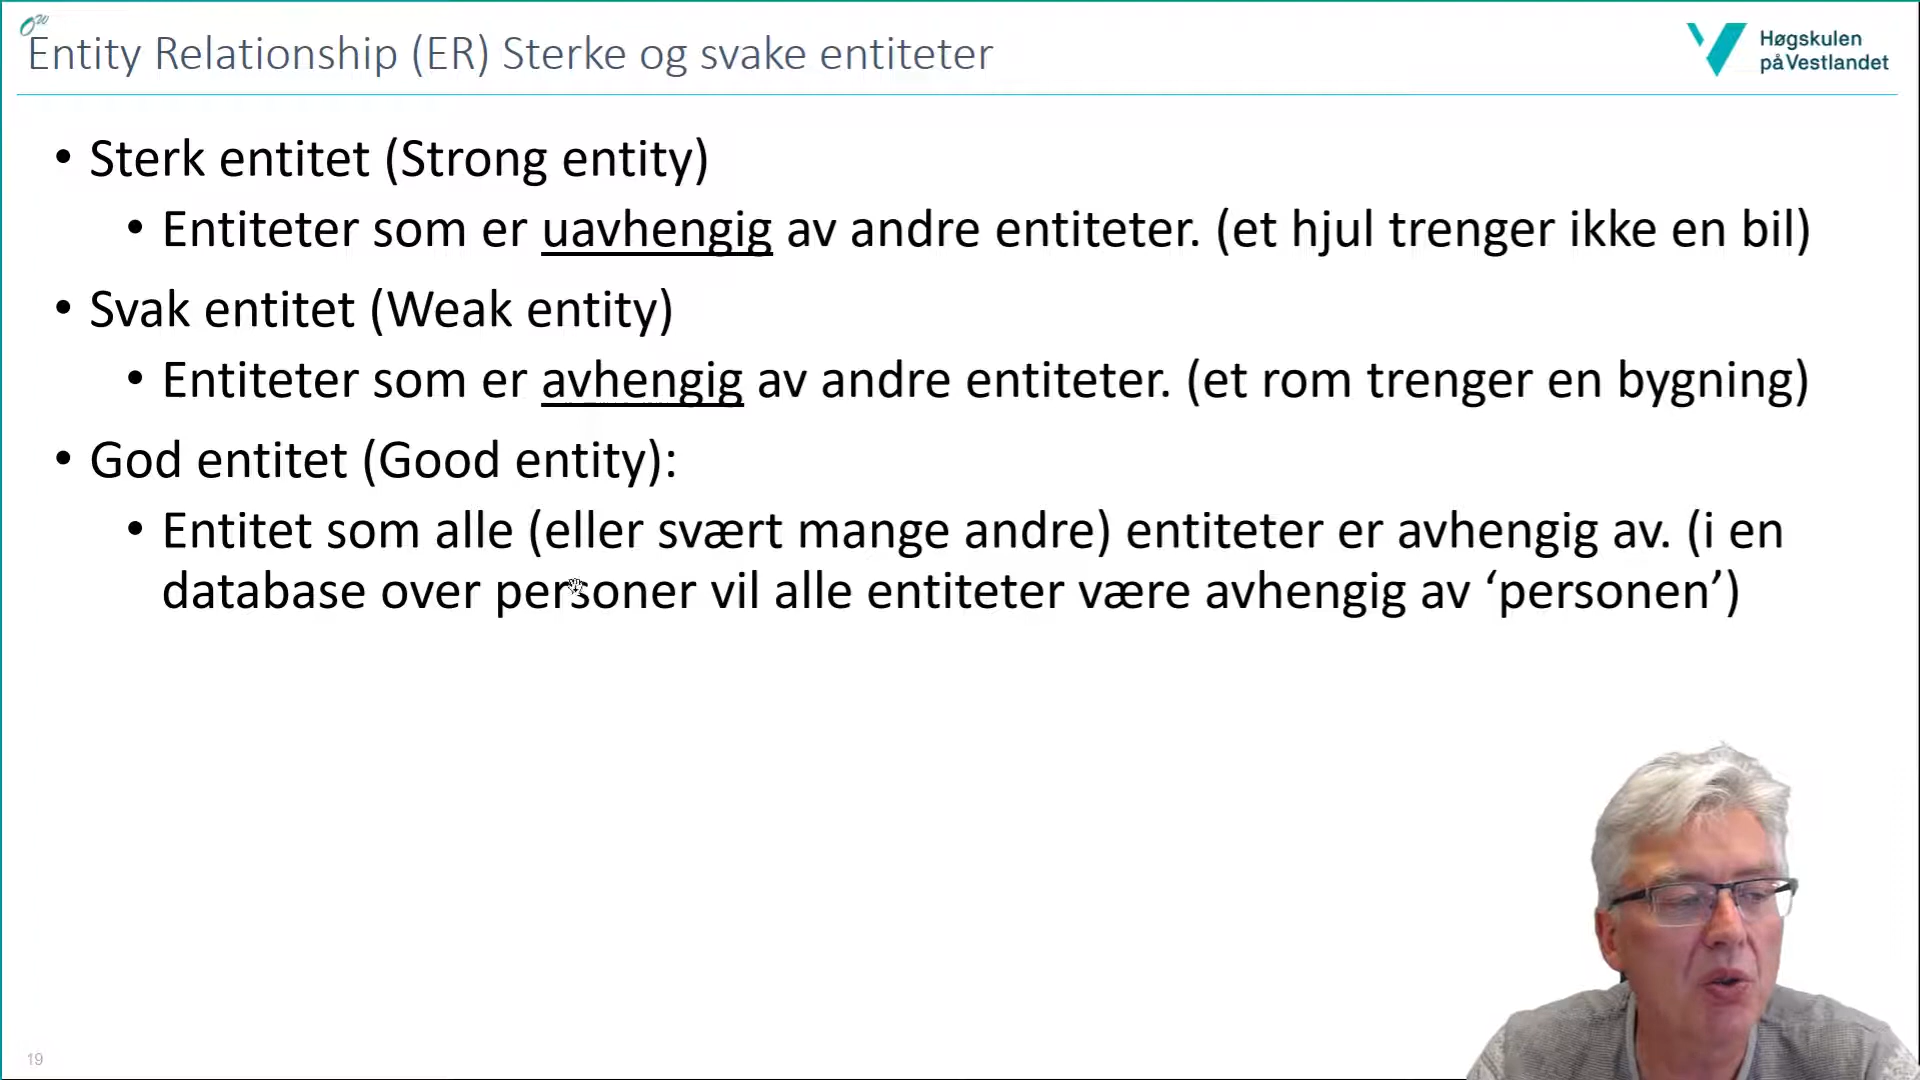 Entity Relationship (ER) Sterke og svake entiteter
Høgskulen
på Vestlandet
• Sterk entitet (Strong entity)
• Entiteter som er uavhengig av andre entiteter. (et hjul trenger ikke en bil)
• Svak entitet (Weak entity)
• Entiteter som er avhengig av andre entiteter. (et rom trenger en bygning)
• God entitet (Good entity):
• Entitet som alle (eller svært mange andre) entiteter er avhengig av. (i en
database over personer vil alle entiteter være avhengig av ‘personen’)
19